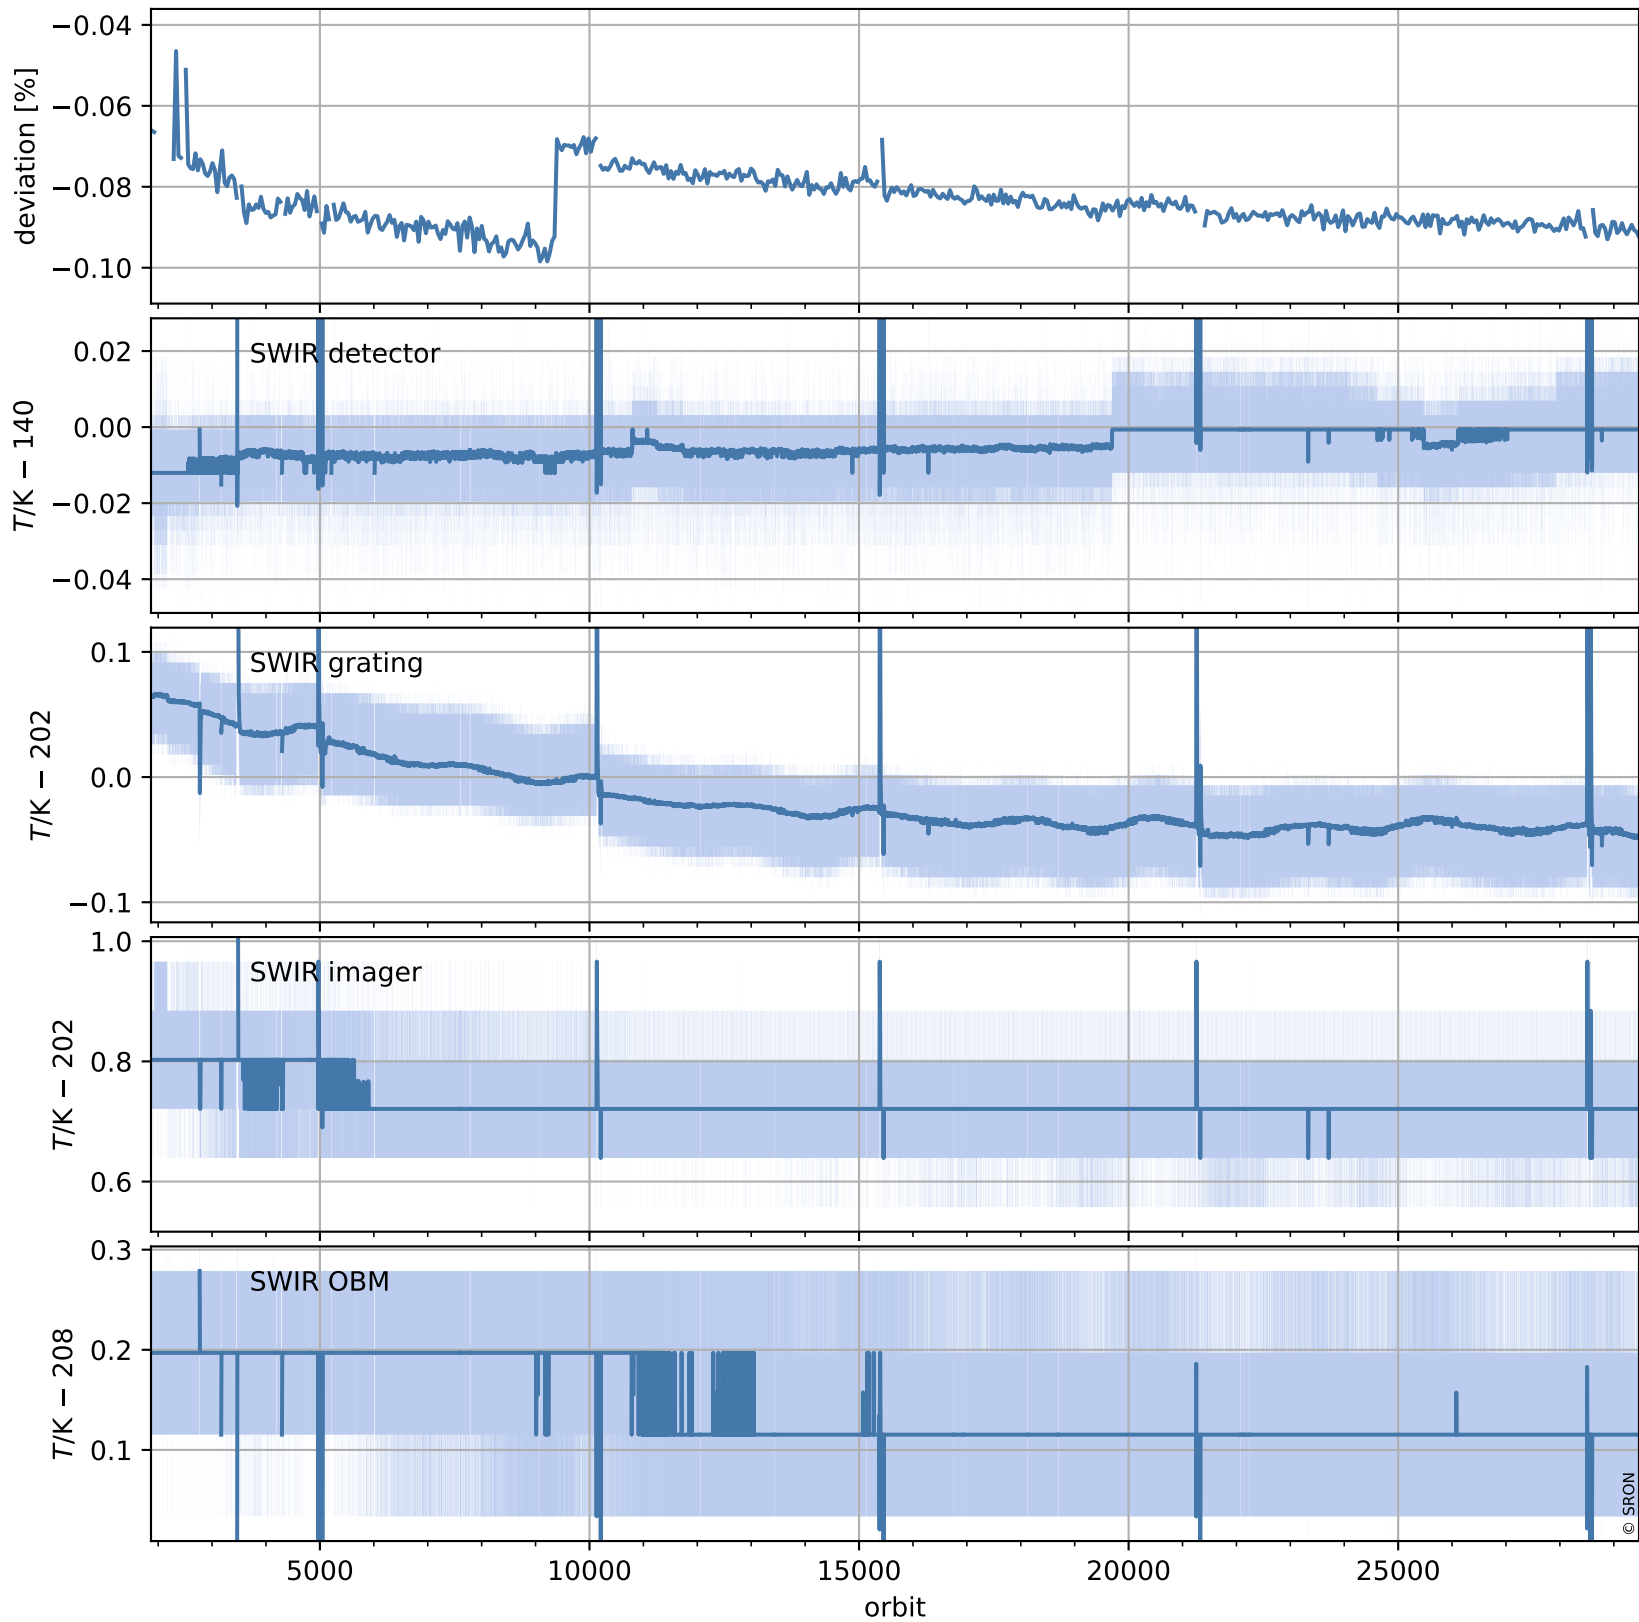 deviation [%]
−0.04
−0.06
−0.08
−0.10
SWIR detector
T/K − 140
0.02
0.00
−0.02
−0.04
SWIR grating
T/K − 202
0.1
0.0
−0.1
SWIR imager
T/K − 202
1.0
0.8
0.6
SWIR OBM
T/K − 208
0.3
0.2
0.1
© SRON
5000 10000 15000 20000 25000
orbit